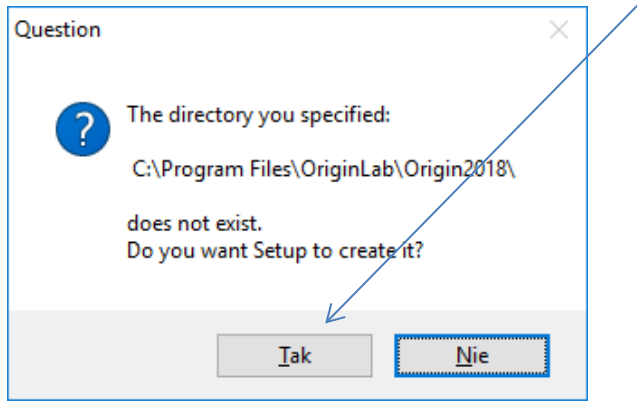 Question
The directory you specified:
C:\Program Files\OriginLab\Origin2018\
does not exist.
Do you want Setup to create it?
Tak
Nie